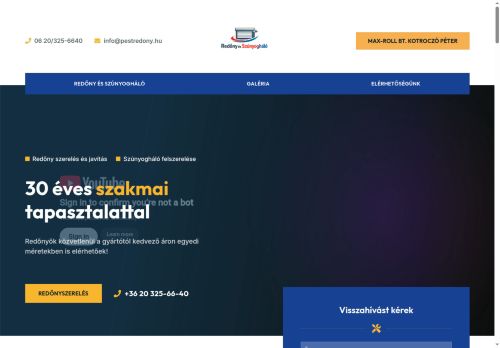 06 20/325-6640
info@pestredony.hu
Redőny és Szúnyogháló
MAX-ROLL BT. KOTROCZÓ PÉTER
REDŐNY ÉS SZÚNYOGHÁLÓ
GALÉRIA
ELÉRHETŐSÉGÜNK
Redőny szerelés és javítás
Szúnyogháló felszerelése
YouTube
30 éves szakmai
Sign in to confirm you're not a bot
tapasztalattal
Sign in
Learn more
Redőnyök közvetlenül a gyártótól kedvező áron egyedi
méretekben is elérhetőek!
REDŐNYSZERELÉS
+36 20 325-66-40
Visszahívást kérek